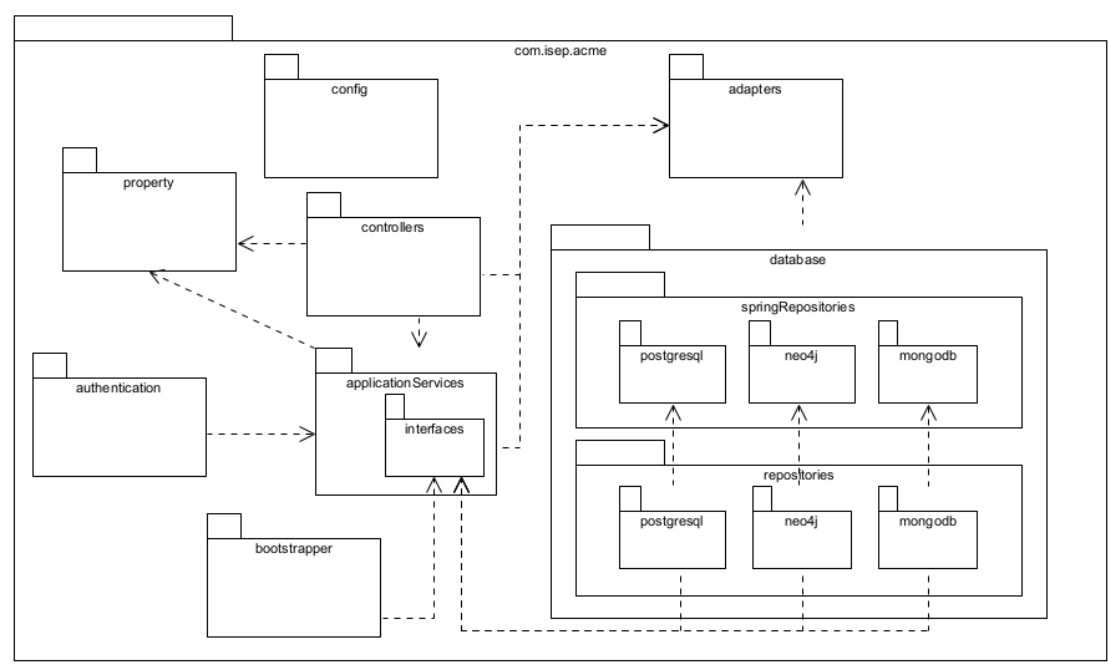 com.isep.acme
config
adapters
property
controllers
database
springRepositories
postgresql
neo4j
mongodb
authentication
applicationServices
interfaces
repositories
postgresql
neo4j
mongodb
bootstrapper